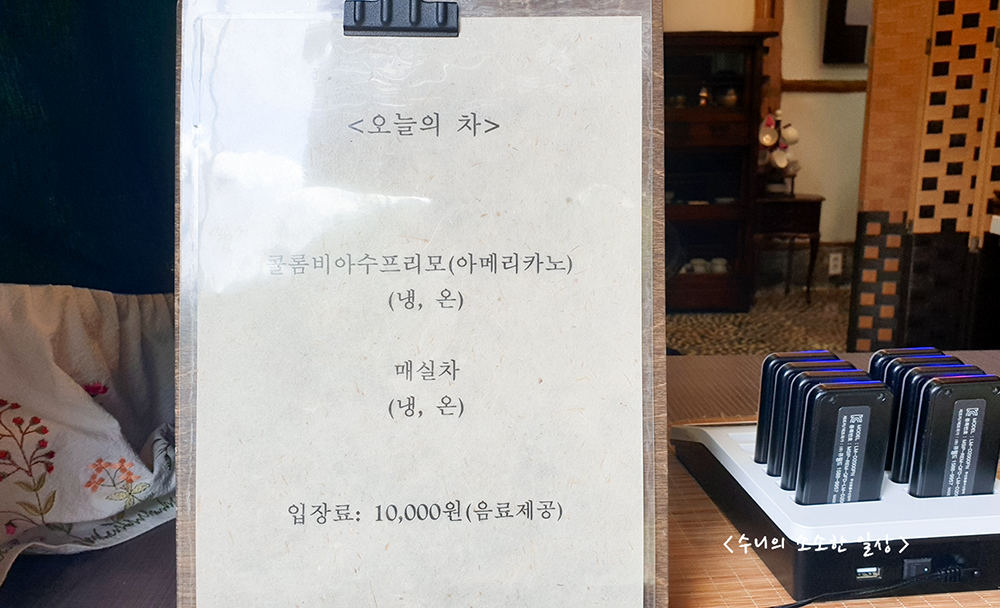 <오늘의 차>
콜롬비아수프리모(아메리카노)
(냉, 온)
매실차
(냉, 온)
입장료: 10,000원(음료제공)
<수니의 소소한 일상>